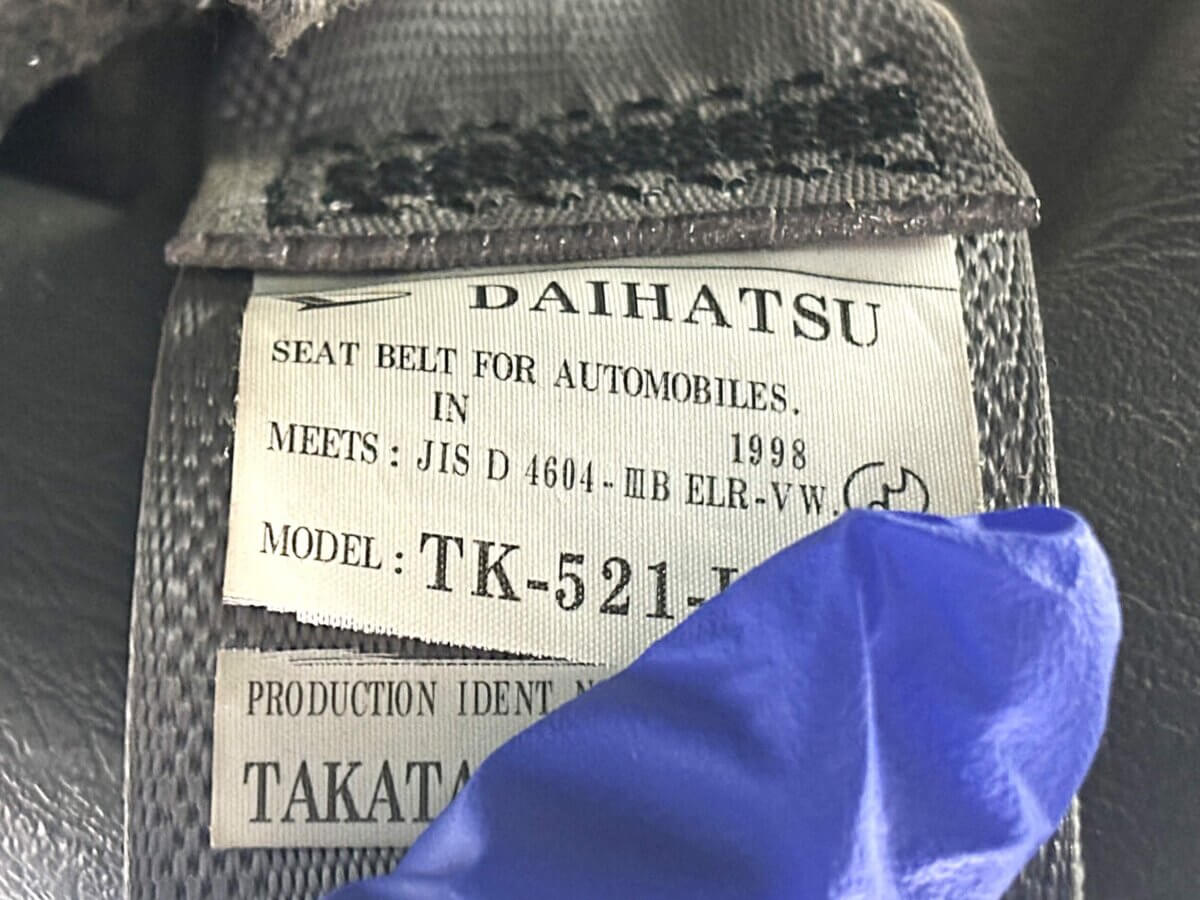 DAIHATSU
SEAT BELT FOR AUTOMOBILES.
IN 1998
MEETS : JIS D 4604-ⅢB ELR-VW.
MODEL : TK-521-
PRODUCTION IDENT
TAKATA